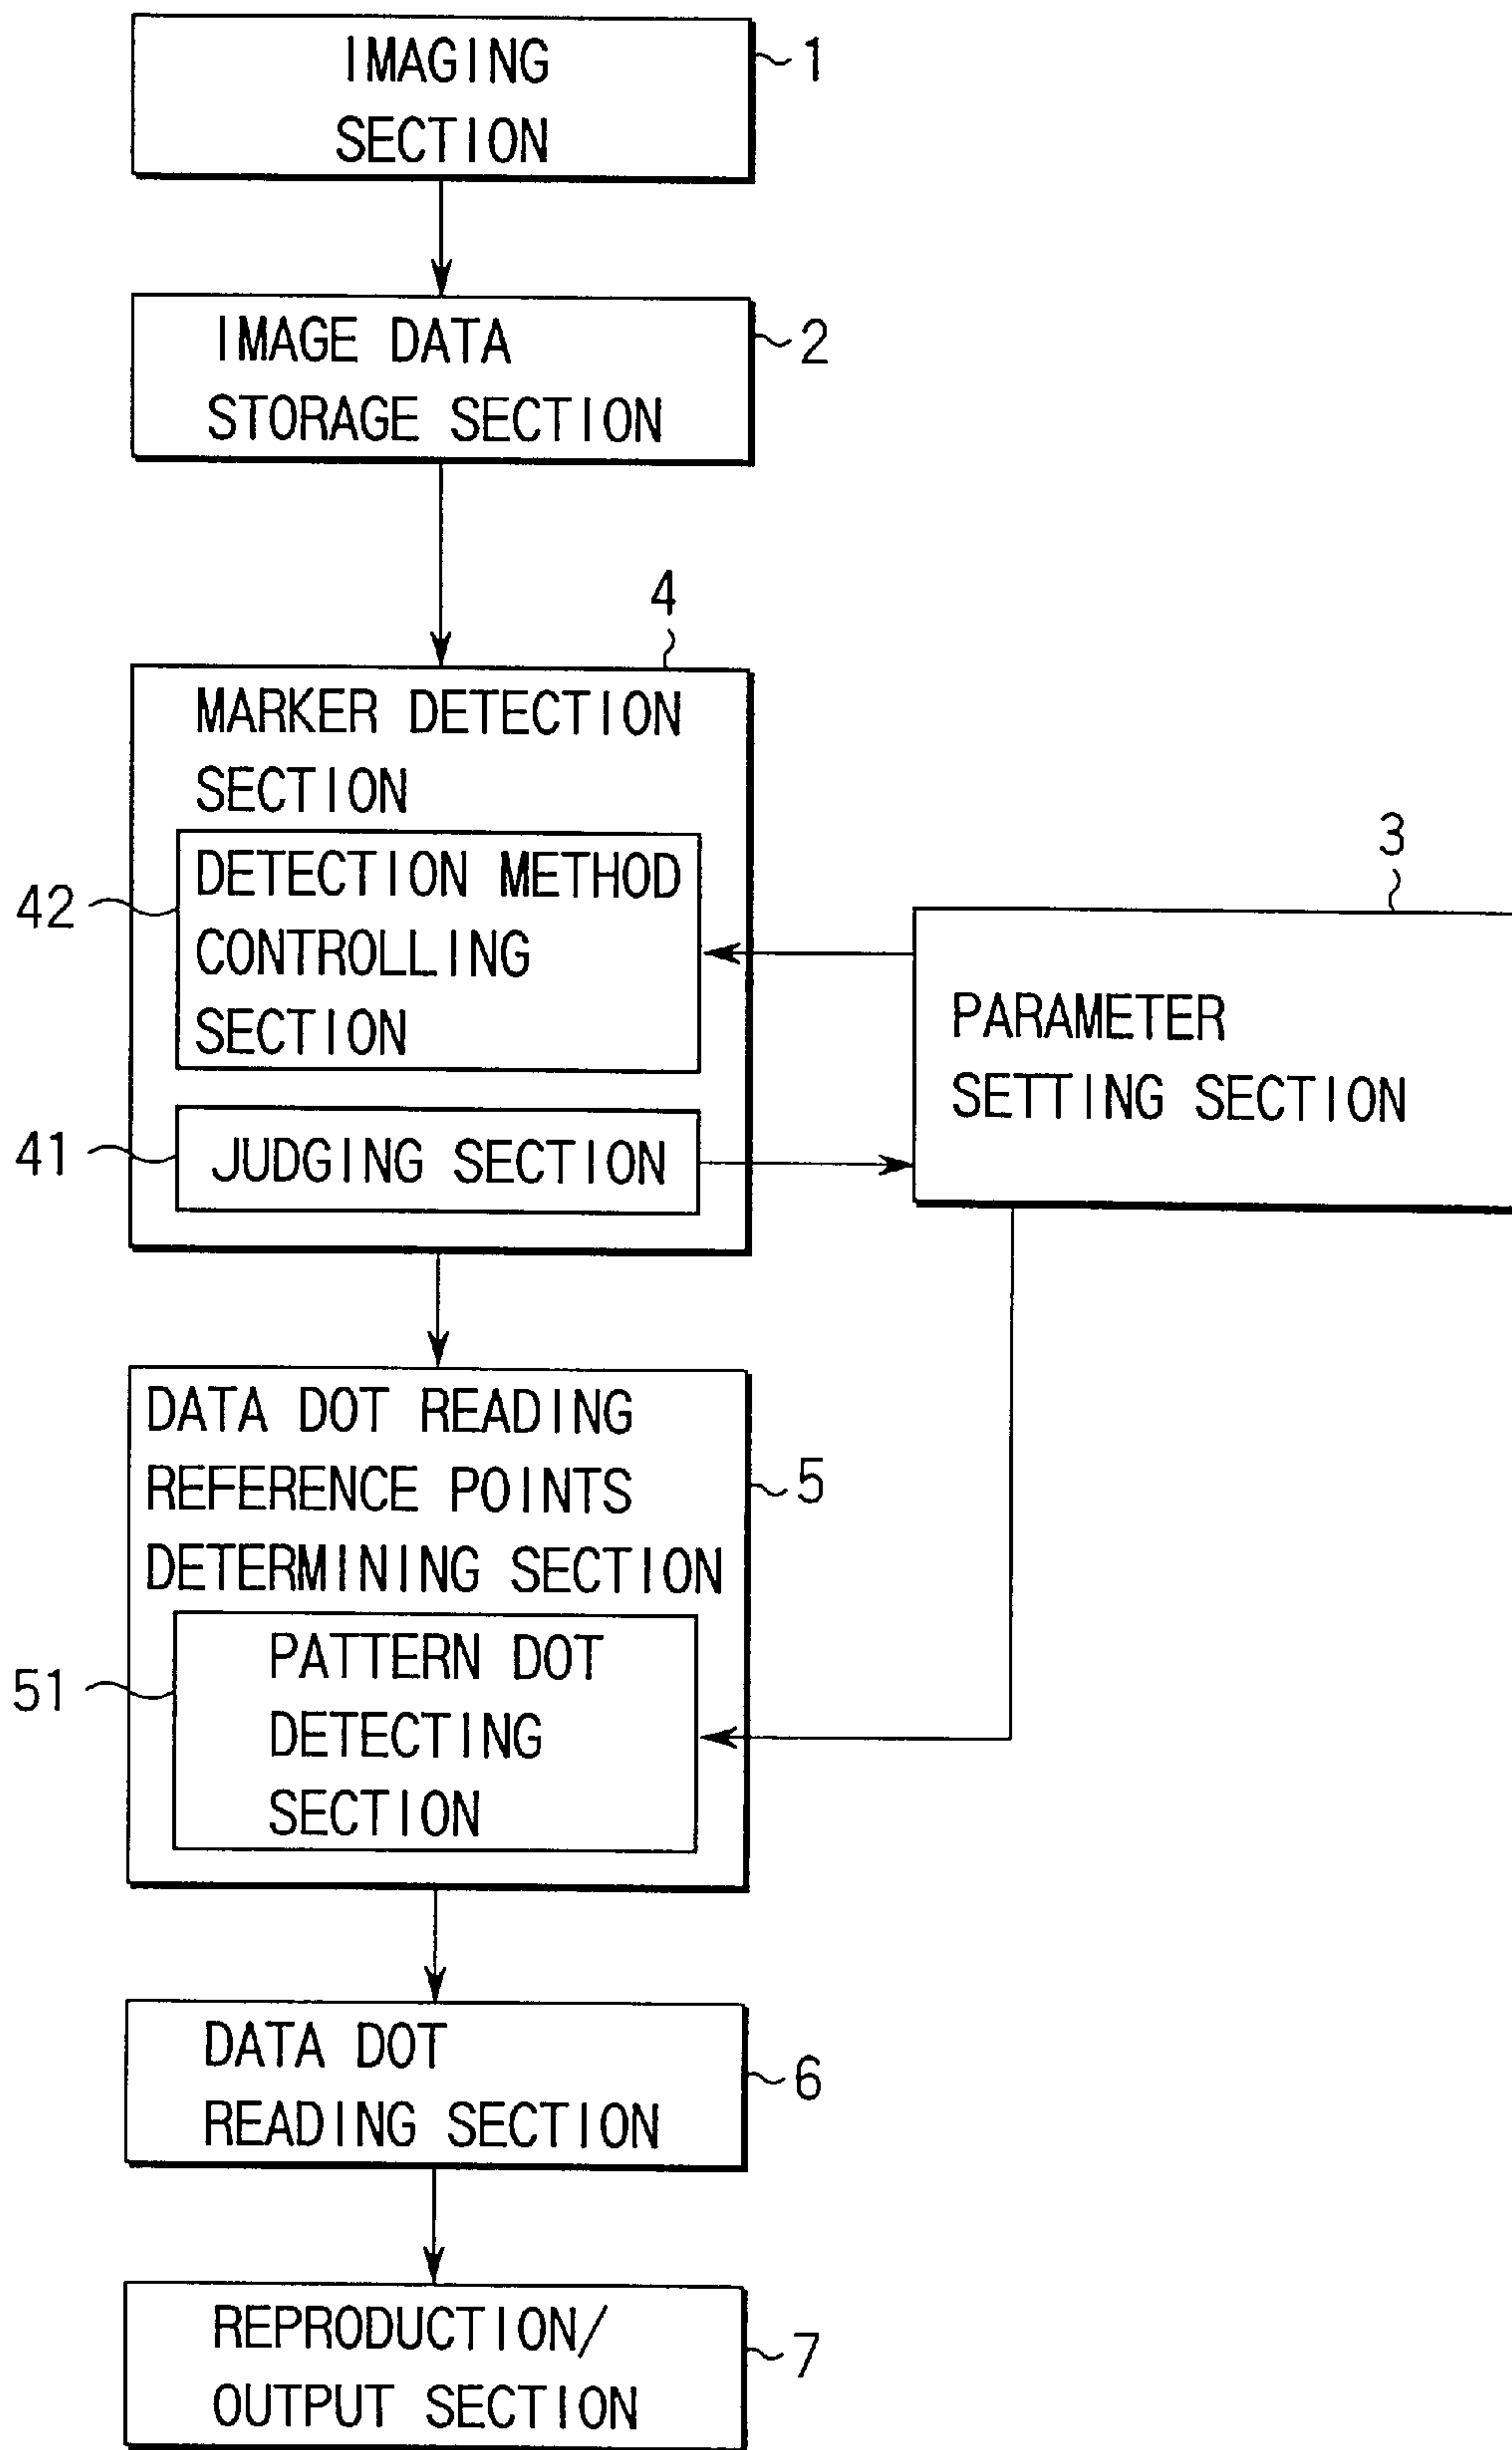 IMAGING
SECTION
1
IMAGE DATA
STORAGE SECTION
2
4
MARKER DETECTION
SECTION
42
DETECTION METHOD
CONTROLLING
SECTION
41
JUDGING SECTION
3
PARAMETER
SETTING SECTION
DATA DOT READING
REFERENCE POINTS
DETERMINING SECTION
5
51
PATTERN DOT
DETECTING
SECTION
DATA DOT
READING SECTION
6
REPRODUCTION/
OUTPUT SECTION
7